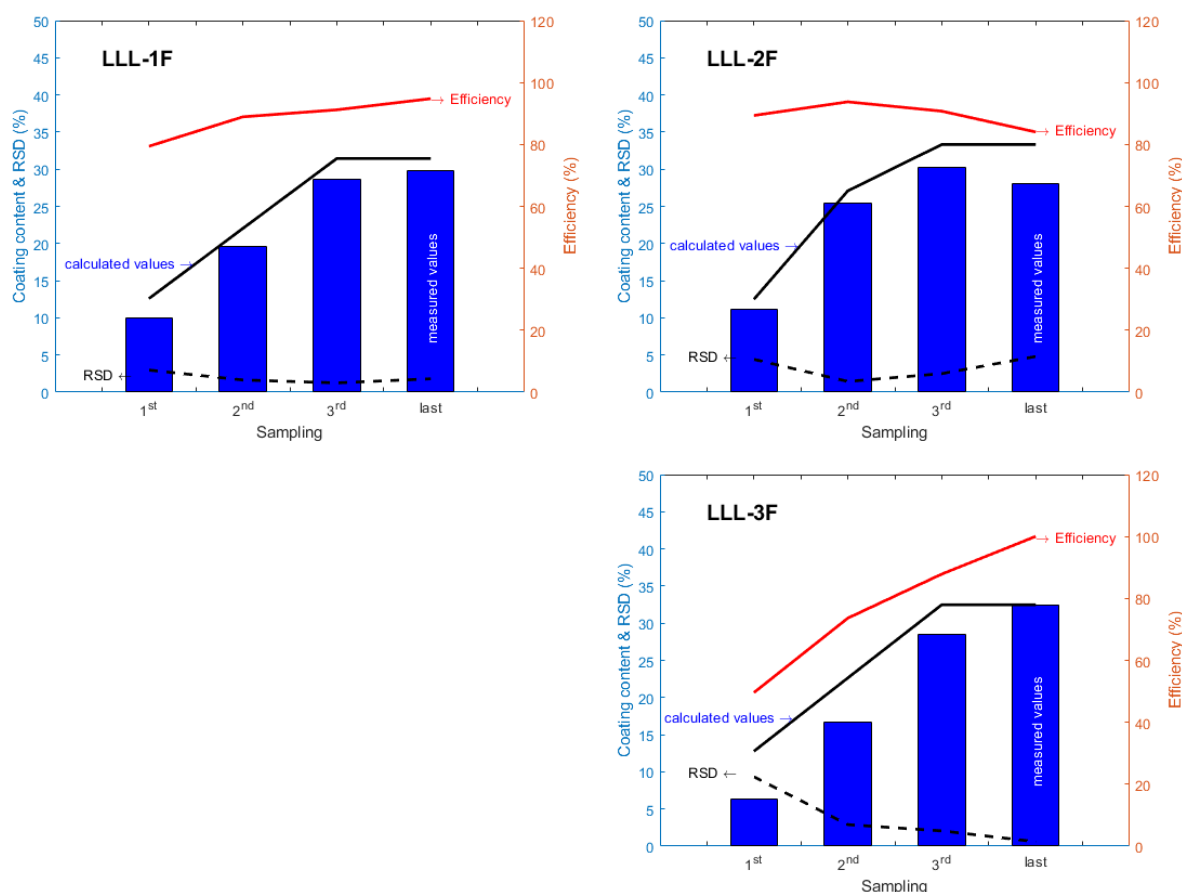 LLL-1F
Coating content & RSD (%)
50
45
40
35
30
25
20
15
10
5
0
120
100
80
60
40
20
0
Efficiency (%)
→ Efficiency
calculated values →
measured values
RSD ←
1st
2nd
3rd
last
Sampling
LLL-2F
Coating content & RSD (%)
50
45
40
35
30
25
20
15
10
5
0
120
100
80
60
40
20
0
Efficiency (%)
→ Efficiency
calculated values →
measured values
RSD ←
1st
2nd
3rd
last
Sampling
LLL-3F
Coating content & RSD (%)
50
45
40
35
30
25
20
15
10
5
0
120
100
80
60
40
20
0
Efficiency (%)
→ Efficiency
calculated values →
measured values
RSD ←
1st
2nd
3rd
last
Sampling